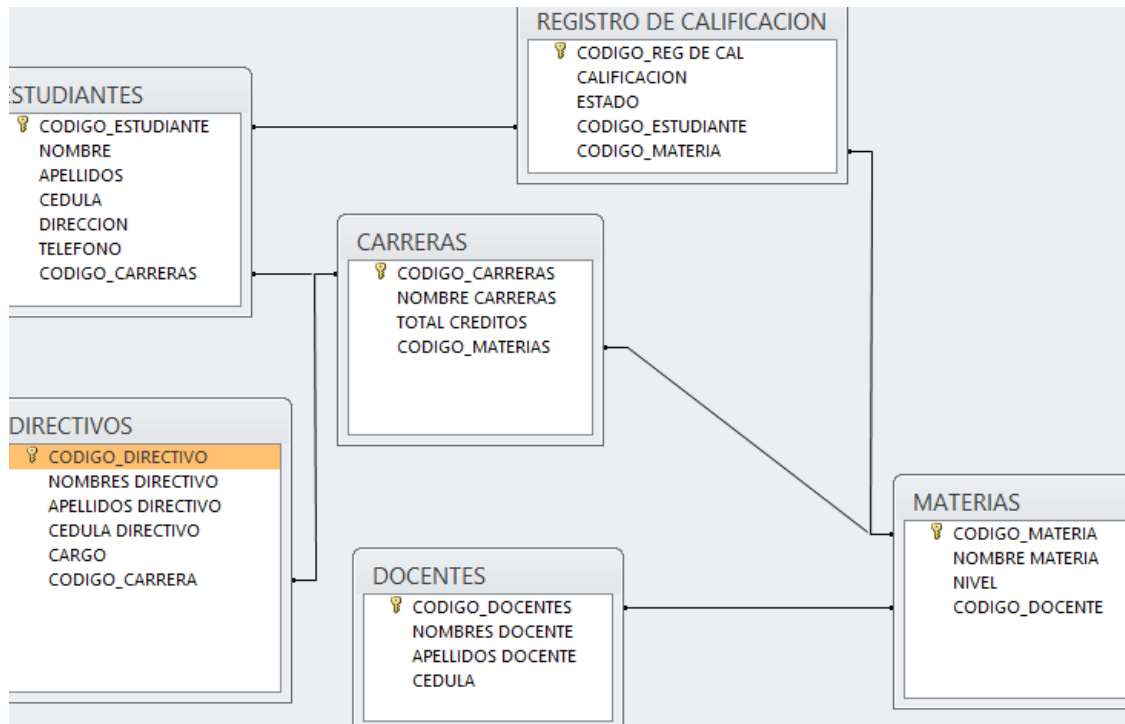 REGISTRO DE CALIFICACION
CODIGO_REG DE CAL
CALIFICACION
ESTADO
CODIGO_ESTUDIANTE
CODIGO_MATERIA
ESTUDIANTES
CODIGO_ESTUDIANTE
NOMBRE
APELLIDOS
CEDULA
DIRECCION
TELEFONO
CODIGO_CARRERAS
CARRERAS
CODIGO_CARRERAS
NOMBRE CARRERAS
TOTAL CREDITOS
CODIGO_MATERIAS
DIRECTIVOS
CODIGO_DIRECTIVO
NOMBRES DIRECTIVO
APELLIDOS DIRECTIVO
CEDULA DIRECTIVO
CARGO
CODIGO_CARRERA
DOCENTES
CODIGO_DOCENTES
NOMBRES DOCENTE
APELLIDOS DOCENTE
CEDULA
MATERIAS
CODIGO_MATERIA
NOMBRE MATERIA
NIVEL
CODIGO_DOCENTE